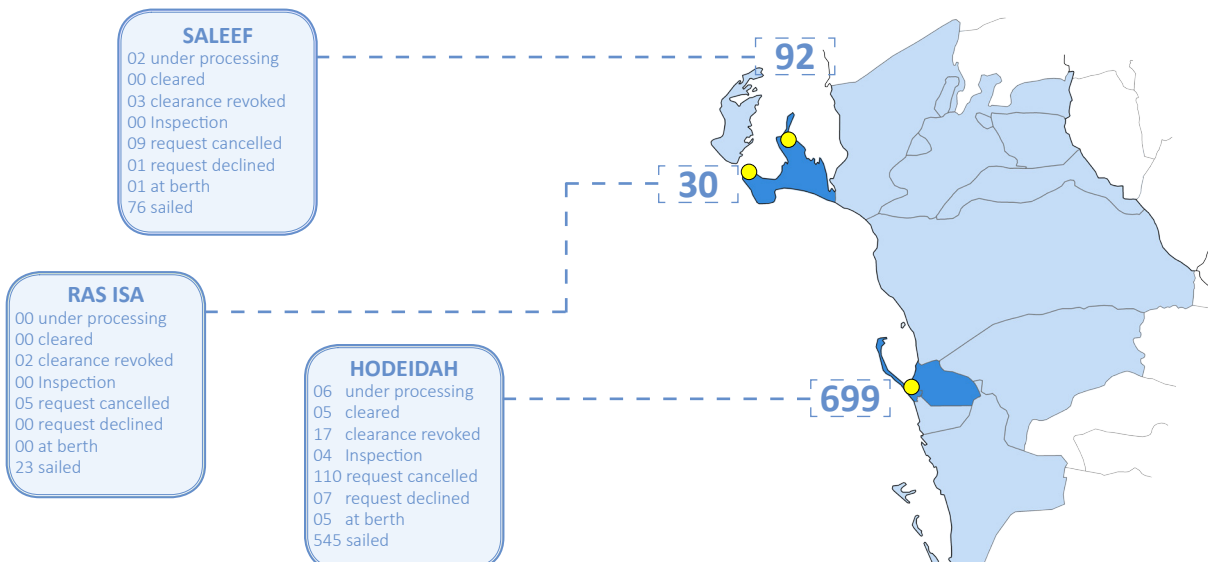 SALEEF
02 under processing
00 cleared
03 clearance revoked
00 Inspection
09 request cancelled
01 request declined
01 at berth
76 sailed
92
30
RAS ISA
00 under processing
00 cleared
02 clearance revoked
00 Inspection
05 request cancelled
00 request declined
00 at berth
23 sailed
HODEIDAH
06 under processing
05 cleared
17 clearance revoked
04 Inspection
110 request cancelled
07 request declined
05 at berth
545 sailed
699